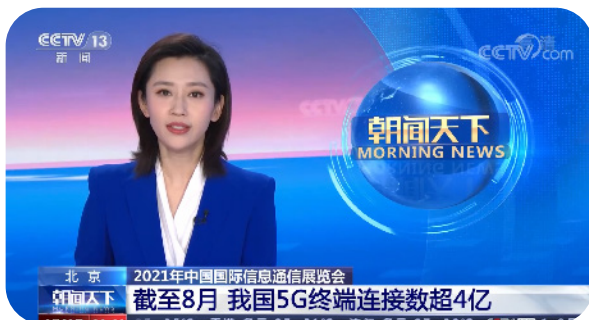 CCTV 13
新闻
CCTV.com
朝闻天下
MORNING NEWS
北京
2021年中国国际信息通信展览会
朝闻天下
截至8月 我国5G终端连接数超4亿